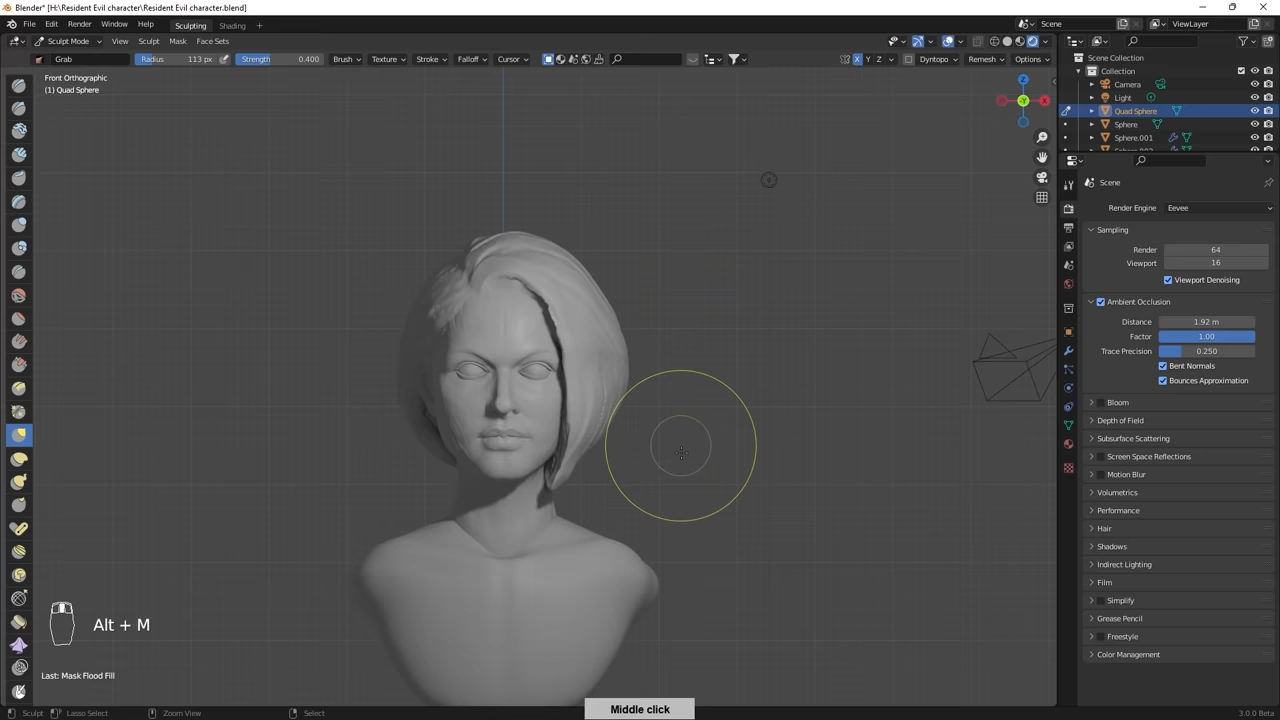 Blender* [H:\Resident Evil character\Resident Evil character.blend]
File Edit Render Window Help Sculpting Shading + Scene ViewLayer
Sculpt Mode View Sculpt Mask Face Sets
Grab Radius 113 px Strength 0.400 Brush Texture Stroke Falloff Cursor X Y Z Dyntopo Remesh Options
Front Orthographic
(1) Quad Sphere
Z
Y
X
Scene Collection
Collection
Camera
Light
Quad Sphere
Sphere
Sphere.001
Scene
Render Engine Eevee
Sampling
Render 64
Viewport 16
Viewport Denoising
Ambient Occlusion
Distance 1.92 m
Factor 1.00
Trace Precision 0.250
Bent Normals
Bounces Approximation
Bloom
Depth of Field
Subsurface Scattering
Screen Space Reflections
Motion Blur
Volumetrics
Performance
Hair
Shadows
Indirect Lighting
Film
Simplify
Grease Pencil
Freestyle
Color Management
Alt + M
Last: Mask Flood Fill
Middle click
Sculpt Lasso Select Zoom View Select 3.0.0 Beta